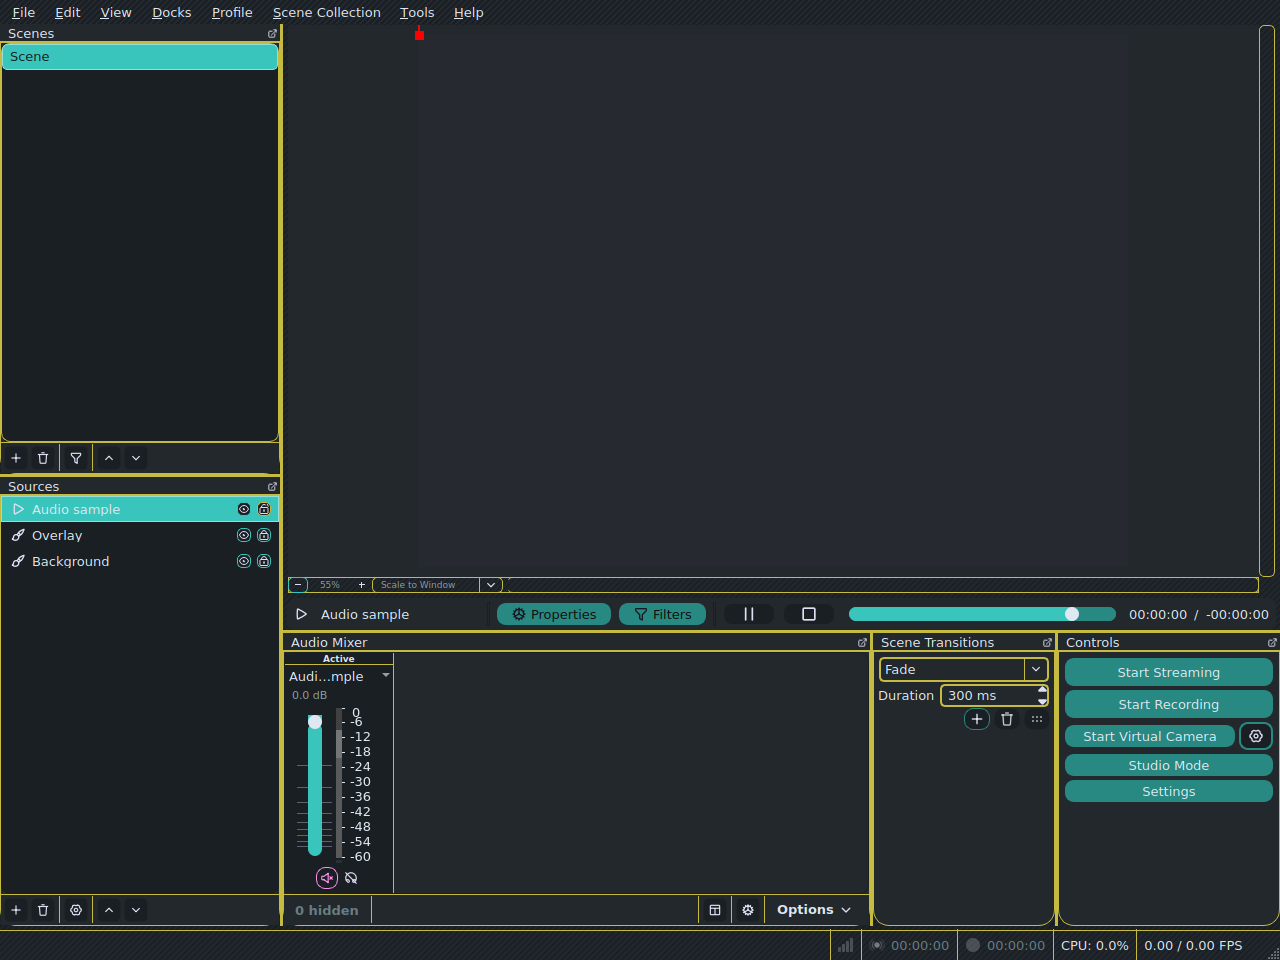 File Edit View Docks Profile Scene Collection Tools Help
Scenes
Scene
Sources
Audio sample
Overlay
Background
55%
Scale to Window
Audio sample
Properties
Filters
00:00:00 / -00:00:00
Audio Mixer
Active
Audi...mple
0.0 dB
0
-6
-12
-18
-24
-30
-36
-42
-48
-54
-60
0 hidden
Options
Scene Transitions
Fade
Duration 300 ms
Controls
Start Streaming
Start Recording
Start Virtual Camera
Studio Mode
Settings
00:00:00
00:00:00
CPU: 0.0%
0.00 / 0.00 FPS